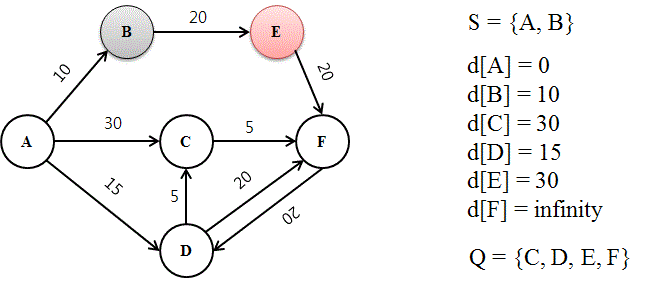 20
B
E
10
20
30
5
A
C
F
15
5
20
20
D
S = {A, B}
d[A] = 0
d[B] = 10
d[C] = 30
d[D] = 15
d[E] = 30
d[F] = infinity
Q = {C, D, E, F}